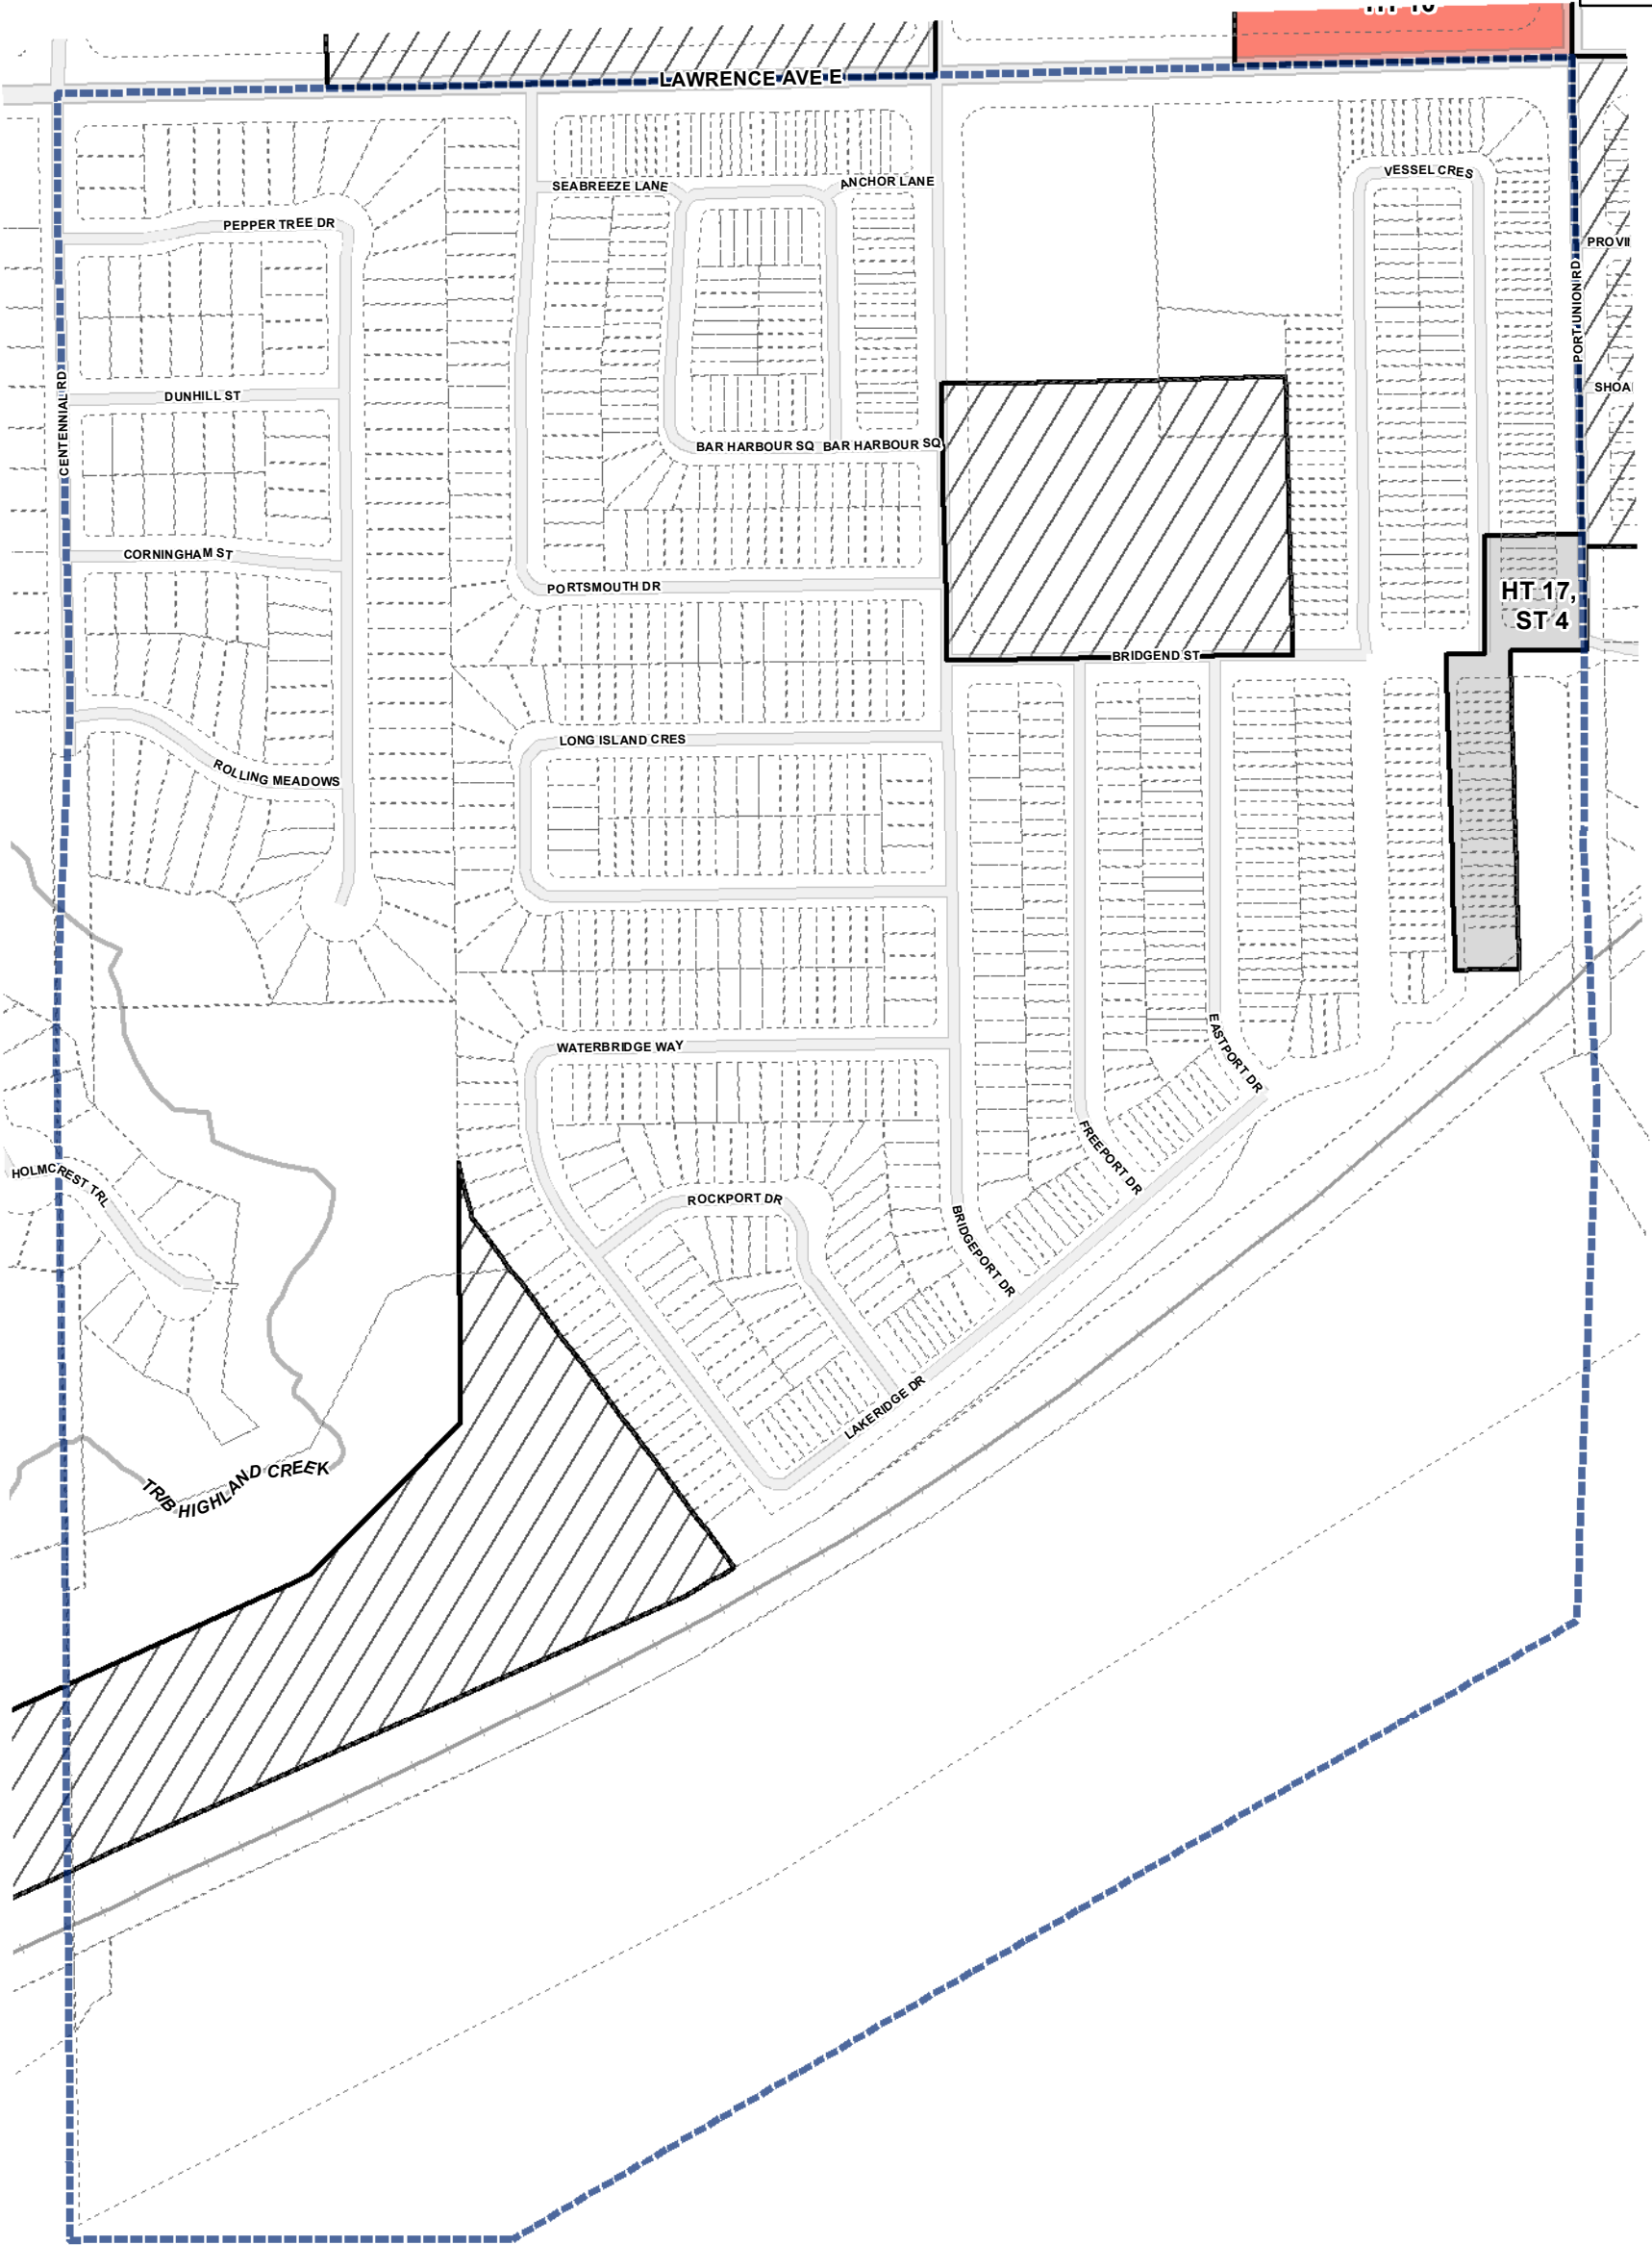 LAWRENCE AVE E
SEABREEZE LANE
ANCHOR LANE
VESSEL CRES
PEPPER TREE DR
PORT UNION RD
CENTENNIAL RD
DUNHILL ST
BAR HARBOUR SQ
BAR HARBOUR SQ
CORNINGHAM ST
PORTSMOUTH DR
HT 17,
ST 4
BRIDGEND ST
LONG ISLAND CRES
ROLLING MEADOWS
WATERBRIDGE WAY
EASTPORT DR
FREEPORT DR
HOLMCREST TRL
ROCKPORT DR
BRIDGEPORT DR
LAKERIDGE DR
TRIB HIGHLAND CREEK